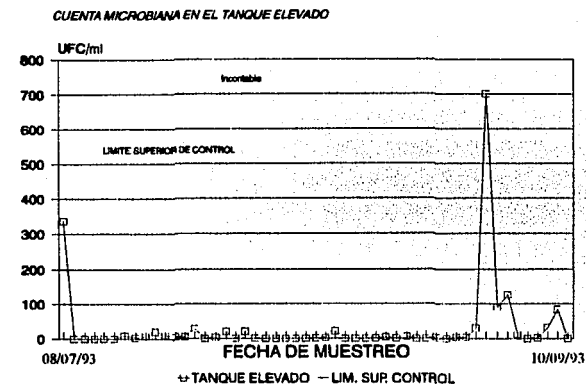 CUENTA MICROBIANA EN EL TANQUE ELEVADO
UFC/ml
800
Incontable
700
600
LIMITE SUPERIOR DE CONTROL
500
400
300
200
100
0
08/07/93
FECHA DE MUESTREO
10/09/93
TANQUE ELEVADO LIM. SUP. CONTROL